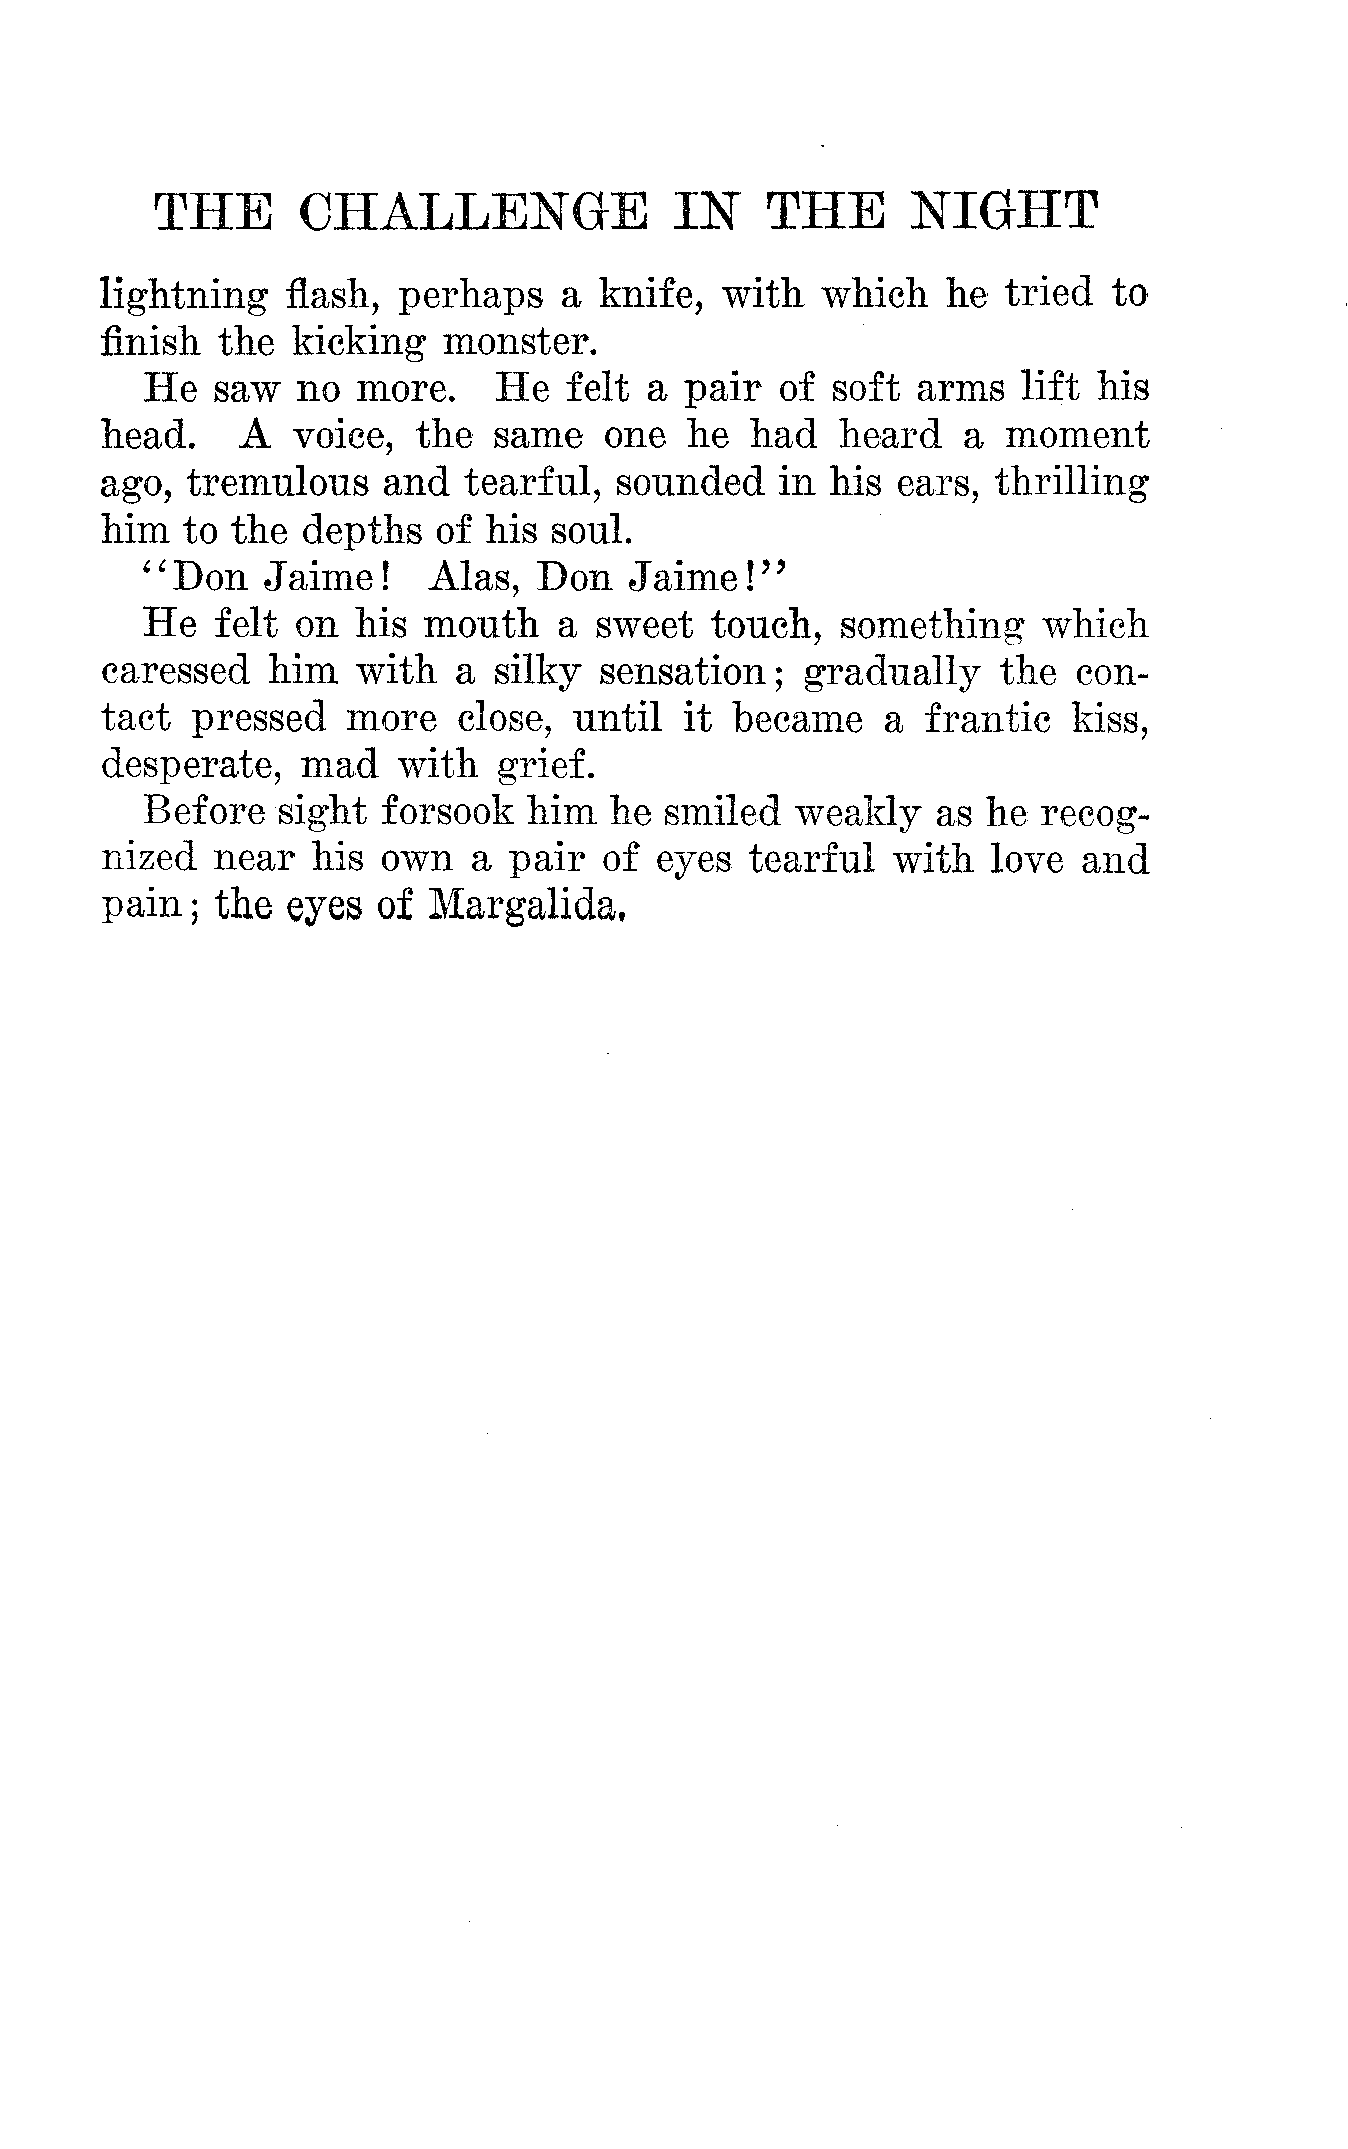 THE CHALLENGE IN THE NIGHT
lightning flash, perhaps a knife, with which he tried to
finish the kicking monster.
He saw no more. He felt a pair of soft arms lift his
head. A voice, the same one he had heard a moment
ago, tremulous and tearful, sounded in his ears, thrilling
him to the depths of his soul.
“Don Jaime! Alas, Don Jaime!”
He felt on his mouth a sweet touch, something which
caressed him with a silky sensation; gradually the con-
tact pressed more close, until it became a frantic kiss,
desperate, mad with grief.
Before sight forsook him he smiled weakly as he recog-
nized near his own a pair of eyes tearful with love and
pain; the eyes of Margalida.